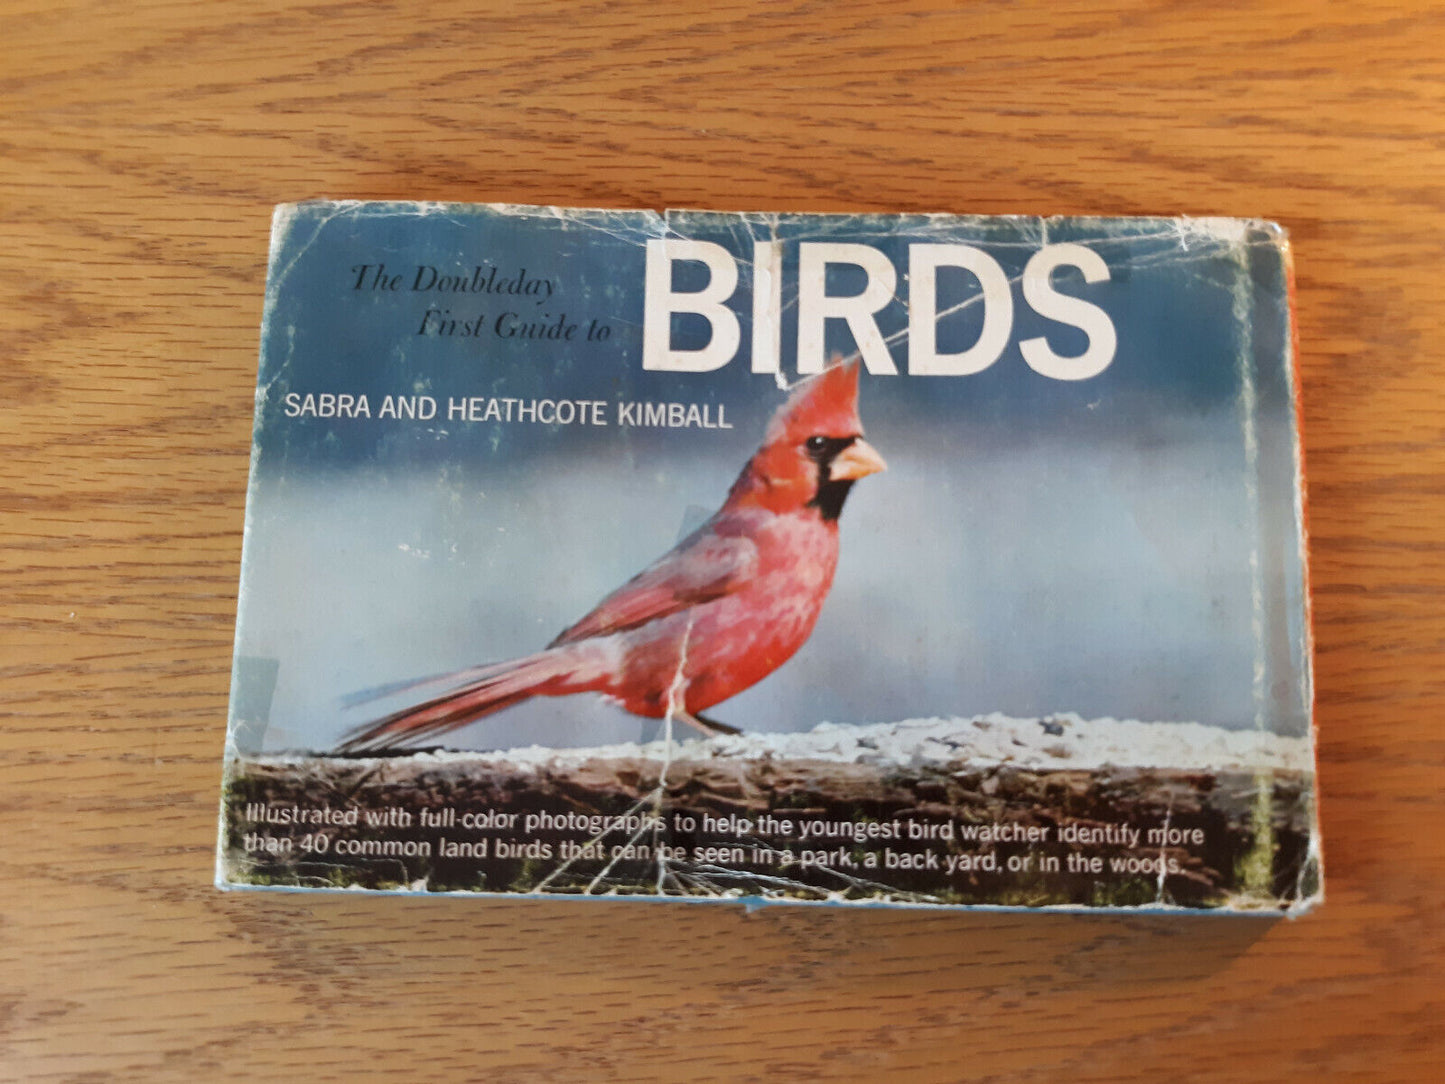 The Doubleday
First Guide to
BIRDS
SABRA AND HEATHCOTE KIMBALL
Illustrated with full-color photographs to help the youngest bird watcher identify more
than 40 common land birds that can be seen in a park, a back yard, or in the woods.